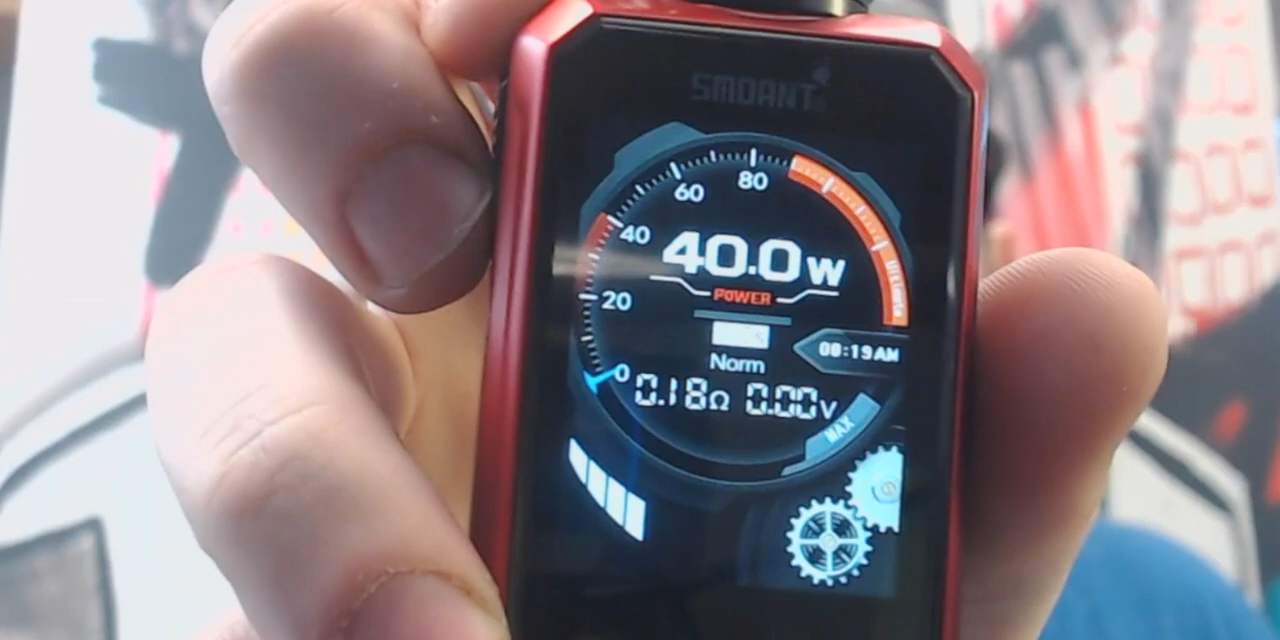 SMOANT
80
60
40
40.0W
POWER
20
Norm
08:19AM
0
0.18Ω 0.00V
MAX